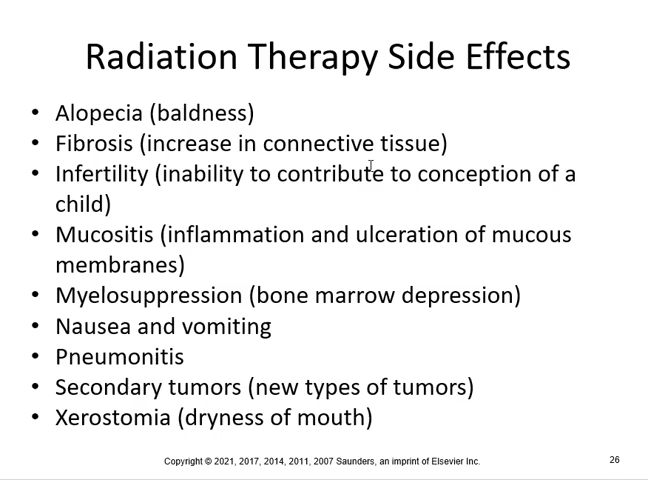 Radiation Therapy Side Effects
• Alopecia (baldness)
• Fibrosis (increase in connective tissue)
• Infertility (inability to contribute to conception of a
child)
• Mucositis (inflammation and ulceration of mucous
membranes)
• Myelosuppression (bone marrow depression)
• Nausea and vomiting
• Pneumonitis
• Secondary tumors (new types of tumors)
• Xerostomia (dryness of mouth)
Copyright © 2021, 2017, 2014, 2011, 2007 Saunders, an imprint of Elsevier Inc.
26